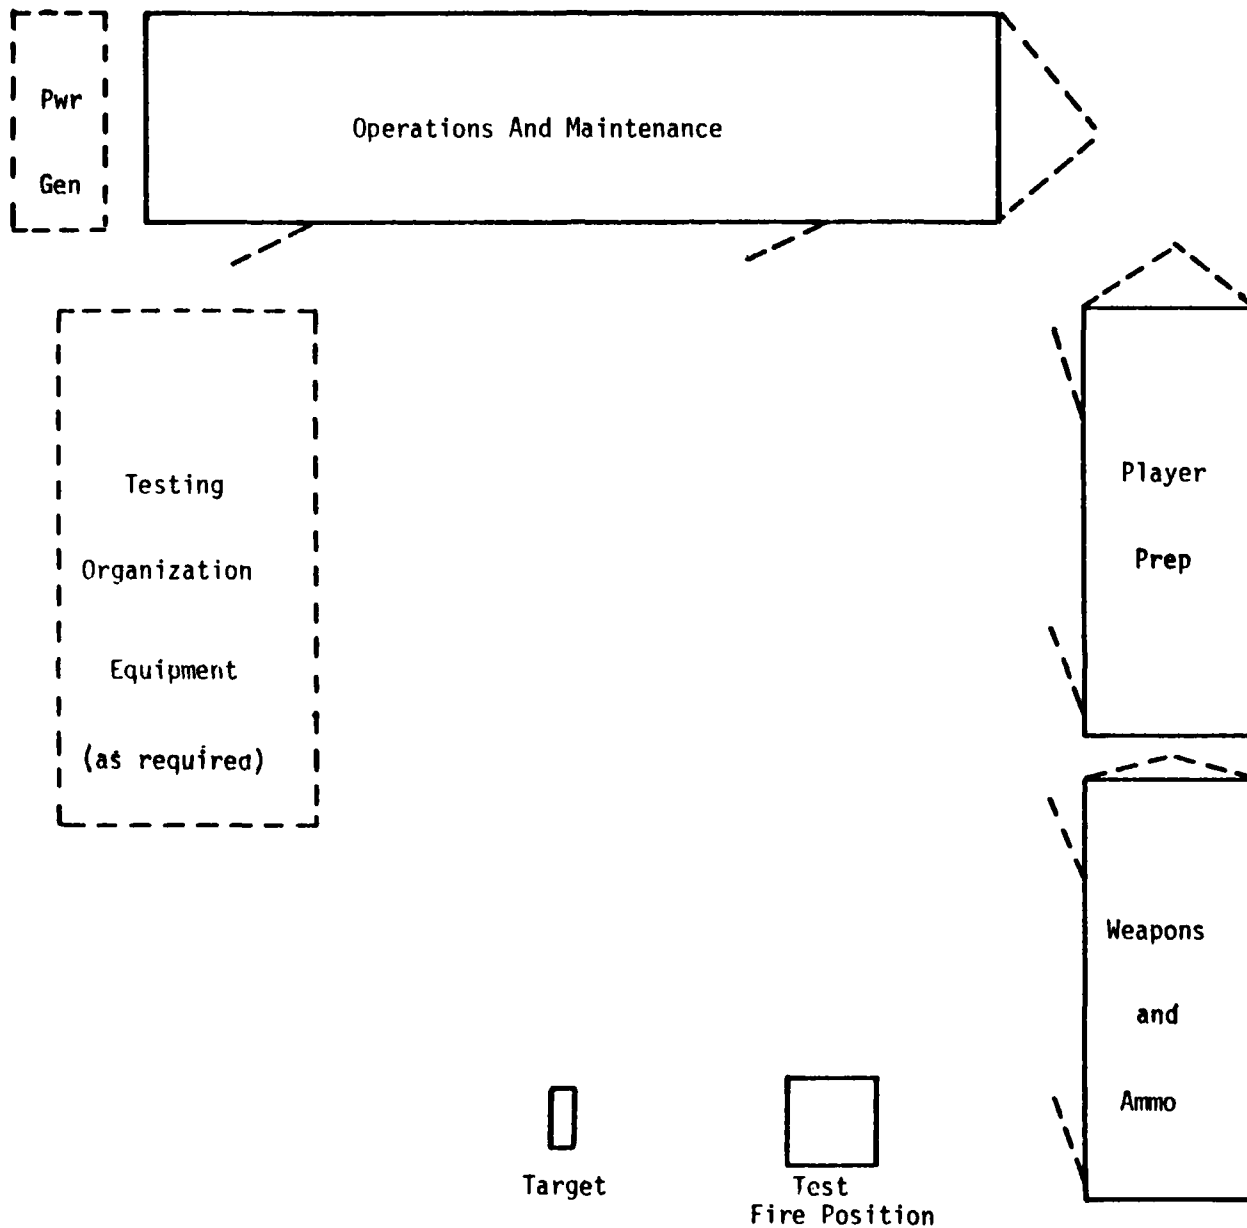 Pwr
Gen
Operations And Maintenance
Testing
Organization
Equipment
(as required)
Player
Prep
Weapons
and
Ammo
Target
Test
Fire Position